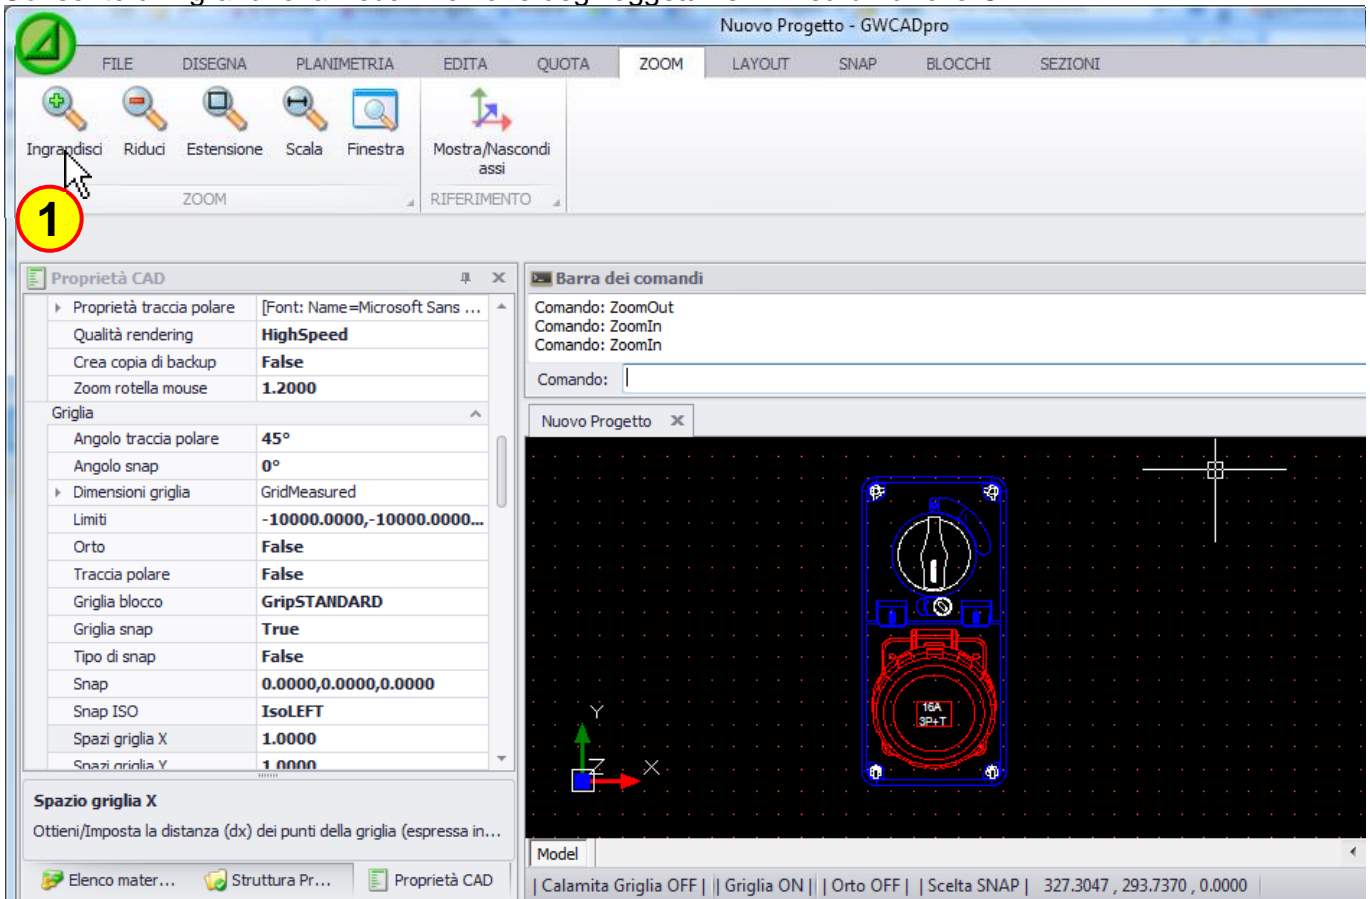 Nuovo Progetto - GWCADpro
FILE DISEGNA PLANIMETRIA EDITA QUOTA ZOOM LAYOUT SNAP BLOCCHI SEZIONI
Ingrandisci Riduci Estensione Scala Finestra Mostra/Nascondi
assi
ZOOM RIFERIMENTO
1
Proprietà CAD
Proprietà traccia polare [Font: Name=Microsoft Sans ...
Qualità rendering HighSpeed
Crea copia di backup False
Zoom rotella mouse 1.2000
Griglia
Angolo traccia polare 45°
Angolo snap 0°
Dimensioni griglia GridMeasured
Limiti -10000.0000,-10000.0000...
Orto False
Traccia polare False
Griglia blocco GripSTANDARD
Griglia snap True
Tipo di snap False
Snap 0.0000,0.0000,0.0000
Snap ISO IsoLEFT
Spazi griglia X 1.0000
Spazi griglia Y 1.0000
Spazio griglia X
Ottieni/Imposta la distanza (dx) dei punti della griglia (espressa in...
Elenco mater... Struttura Pr... Proprietà CAD
Barra dei comandi
Comando: ZoomOut
Comando: ZoomIn
Comando: ZoomIn
Comando:
Nuovo Progetto
16A
3P+T
Y
Z X
Model
| Calamita Griglia OFF | | Griglia ON | | Orto OFF | | Scelta SNAP | 327.3047 , 293.7370 , 0.0000